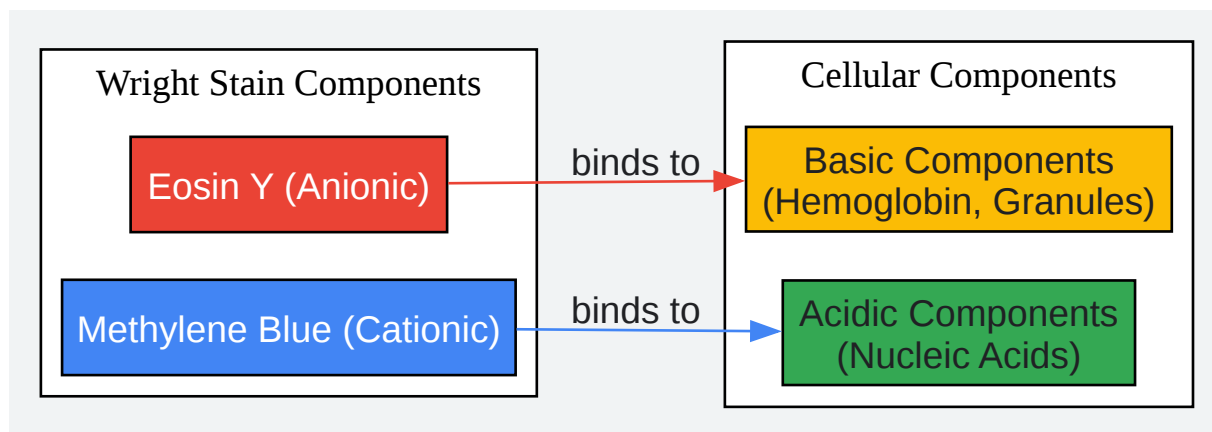 Wright Stain Components
Eosin Y (Anionic)
Methylene Blue (Cationic)
binds to
binds to
Cellular Components
Basic Components
(Hemoglobin, Granules)
Acidic Components
(Nucleic Acids)